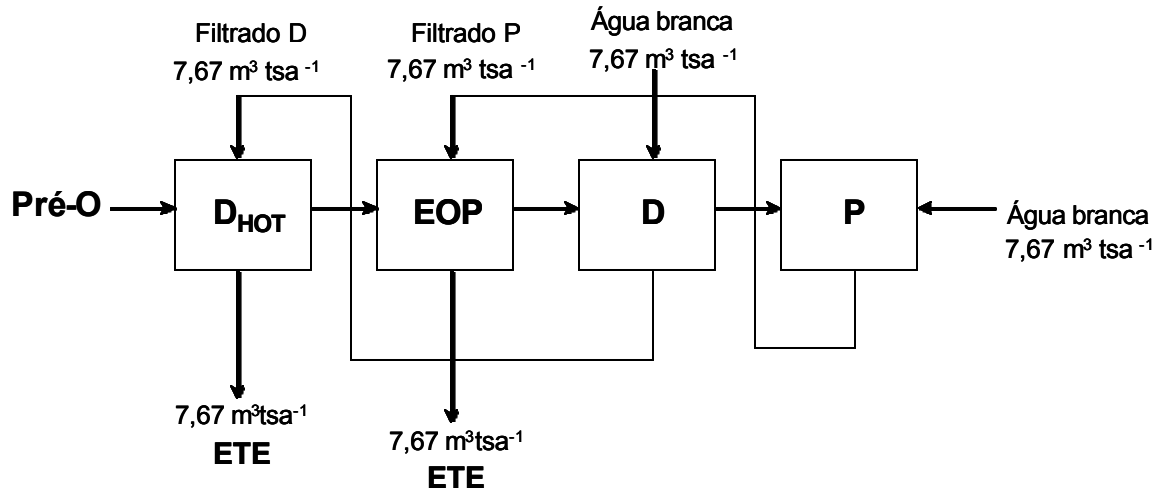 Filtrado D
7,67 m³ tsa ⁻¹
Filtrado P
7,67 m³ tsa ⁻¹
Água branca
7,67 m³ tsa ⁻¹
Pré-O
D_HOT
EOP
D
P
Água branca
7,67 m³ tsa ⁻¹
7,67 m³tsa⁻¹
ETE
7,67 m³tsa⁻¹
ETE